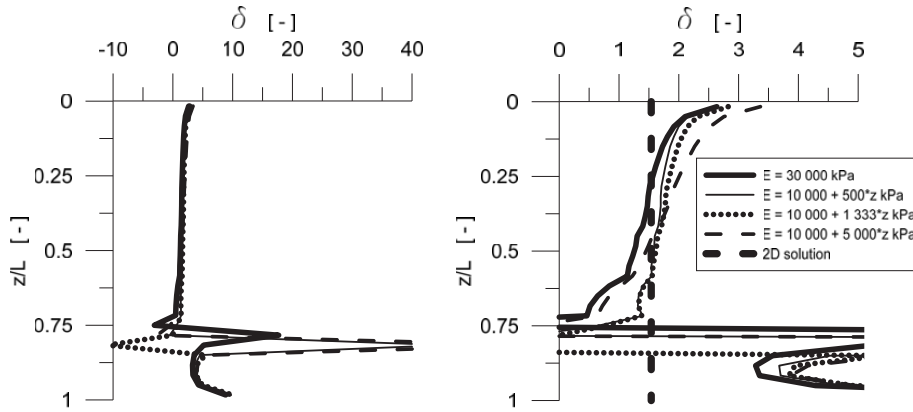 δ [-]
-10 0 10 20 30 40
0
0.25
0.5
0.75
1
z/L [-]
δ [-]
0 1 2 3 4 5
0
0.25
0.5
0.75
1
z/L [-]
E = 30 000 kPa
E = 10 000 + 500*z kPa
E = 10 000 + 1 333*z kPa
E = 10 000 + 5 000*z kPa
2D solution